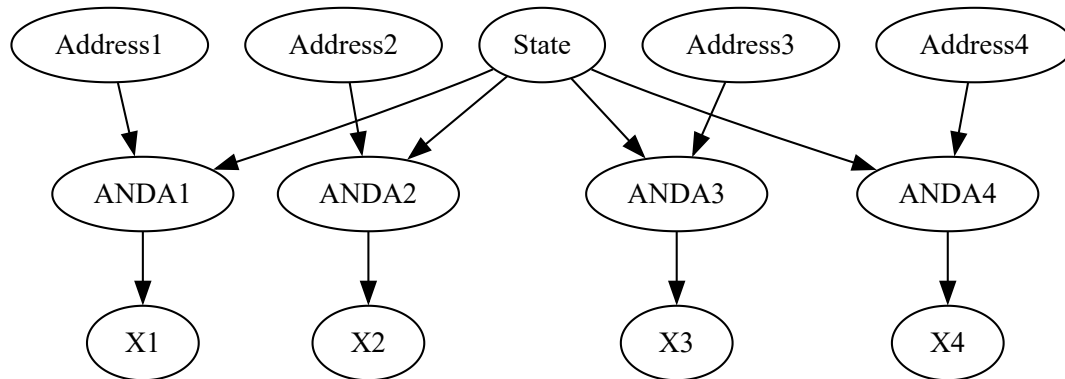 Address1
Address2
State
Address3
Address4
ANDA1
ANDA2
ANDA3
ANDA4
X1
X2
X3
X4